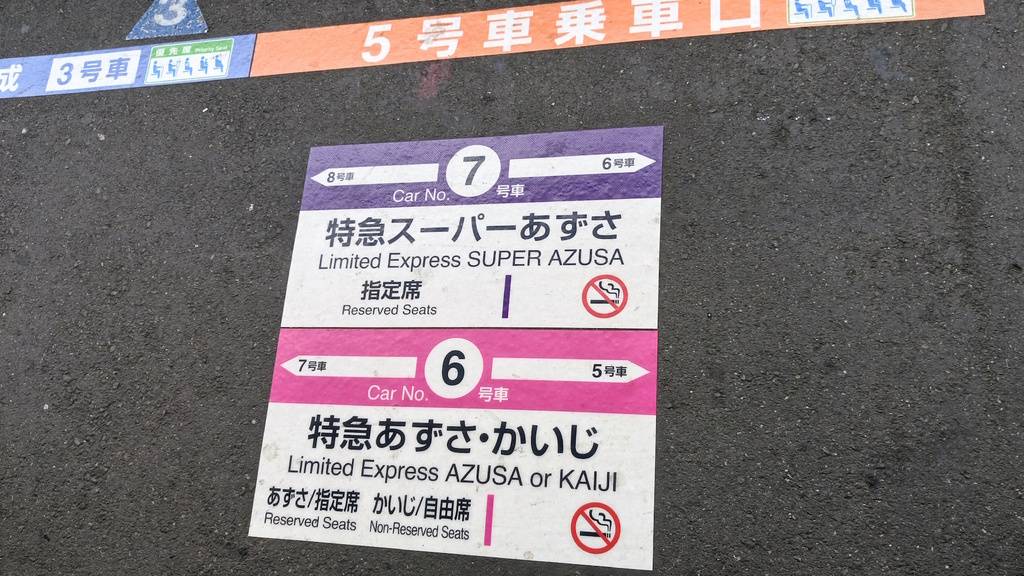 3
成 3号車 優先席 Priority Seat
5号車乗車口
8号車 7 6号車
Car No. 号車
特急スーパーあずさ
Limited Express SUPER AZUSA
指定席
Reserved Seats
7号車 6 5号車
Car No. 号車
特急あずさ・かいじ
Limited Express AZUSA or KAIJI
あずさ/指定席 かいじ/自由席
Reserved Seats Non-Reserved Seats